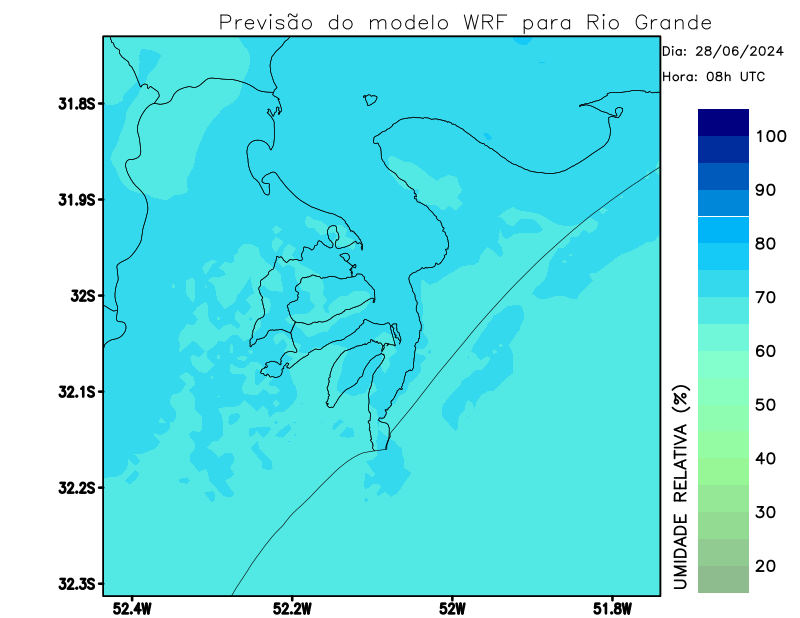 Previsão do modelo WRF para Rio Grande
Dia: 28/06/2024
Hora: 08h UTC
31.8S
31.9S
32S
32.1S
32.2S
32.3S
52.4W
52.2W
52W
51.8W
100
90
80
70
60
50
40
30
20
UMIDADE RELATIVA (%)